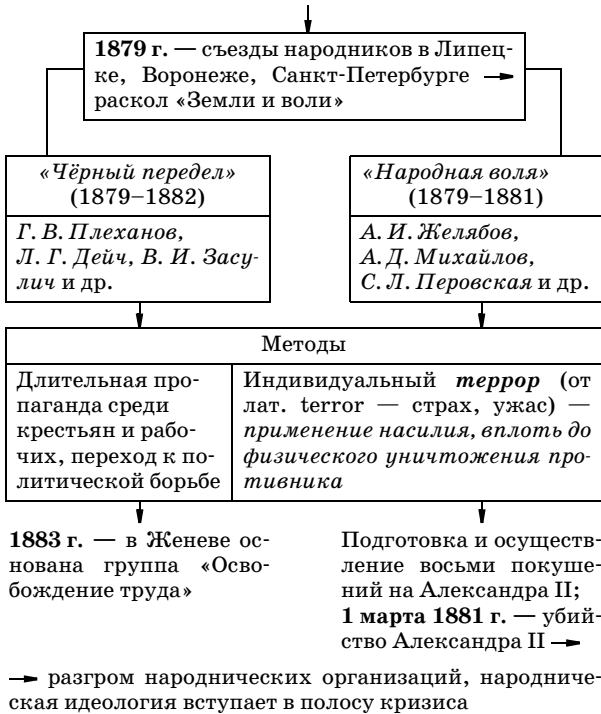 1879 г. — съезды народников в Липец-
ке, Воронеже, Санкт-Петербурге →
раскол «Земли и воли»
«Чёрный передел»
(1879–1882)
Г. В. Плеханов,
Л. Г. Дейч, В. И. Засу-
лич и др.
«Народная воля»
(1879–1881)
А. И. Желябов,
А. Д. Михайлов,
С. Л. Перовская и др.
Методы
Длительная про-
паганда среди
крестьян и рабо-
чих, переход к по-
литической борьбе
Индивидуальный террор (от
лат. terror — страх, ужас) —
применение насилия, вплоть до
физического уничтожения про-
тивника
1883 г. — в Женеве ос-
нована группа «Осво-
бождение труда»
Подготовка и осуществ-
ление восьми покуше-
ний на Александра II;
1 марта 1881 г. — убий-
ство Александра II →
→ разгром народнических организаций, народниче-
ская идеология вступает в полосу кризиса